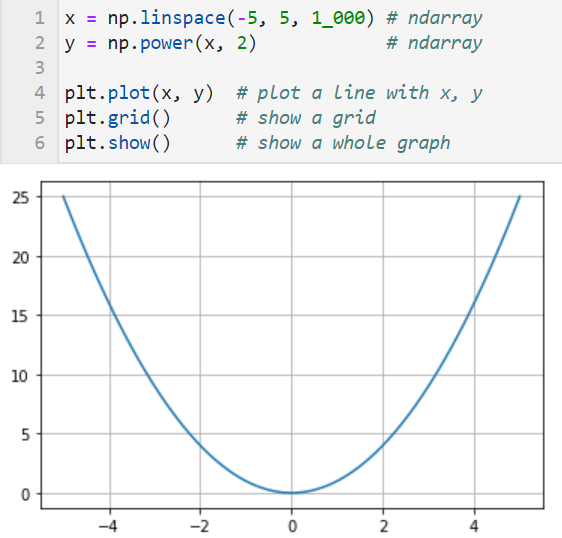 1 x = np.linspace(-5, 5, 1_000) # ndarray
2 y = np.power(x, 2)            # ndarray
3
4 plt.plot(x, y)  # plot a line with x, y
5 plt.grid()      # show a grid
6 plt.show()      # show a whole graph
25
20
15
10
5
0
−4 −2 0 2 4